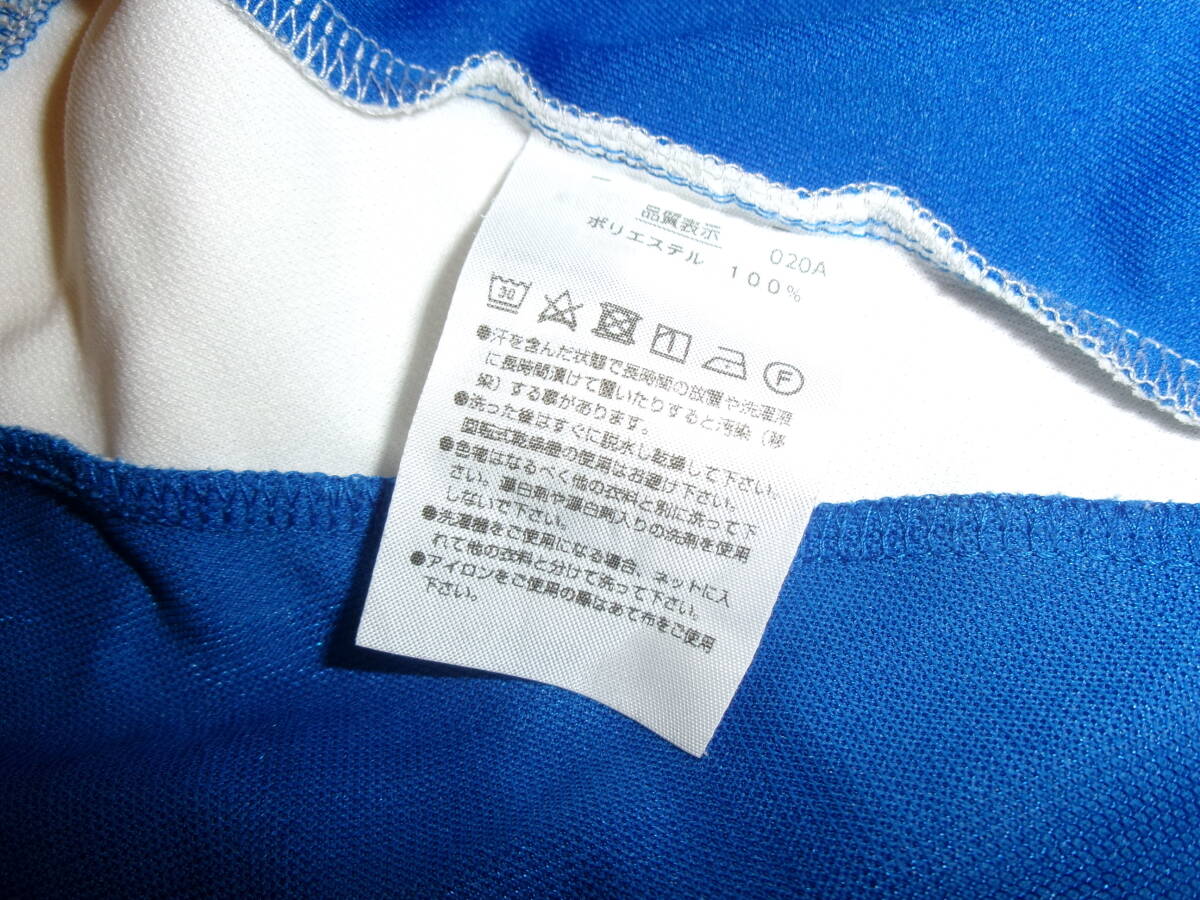 品質表示 020A
ポリエステル 100%
30
F
●汗を含んだ状態で長時間の放置や洗濯液
に長時間漬けて置いたりすると汚染(移
染)する事があります。
●洗った後はすぐに脱水し乾燥して下さい。
回転式乾燥機の使用はお避け下さい。
●色物はなるべく他の衣料と別に洗って下
さい。漂白剤や漂白剤入りの洗剤を使用
しないで下さい。
●洗濯機をご使用になる場合、ネットに入
れて他の衣料と分けて洗って下さい。
●アイロンをご使用の際はあて布をご使用
下さい。